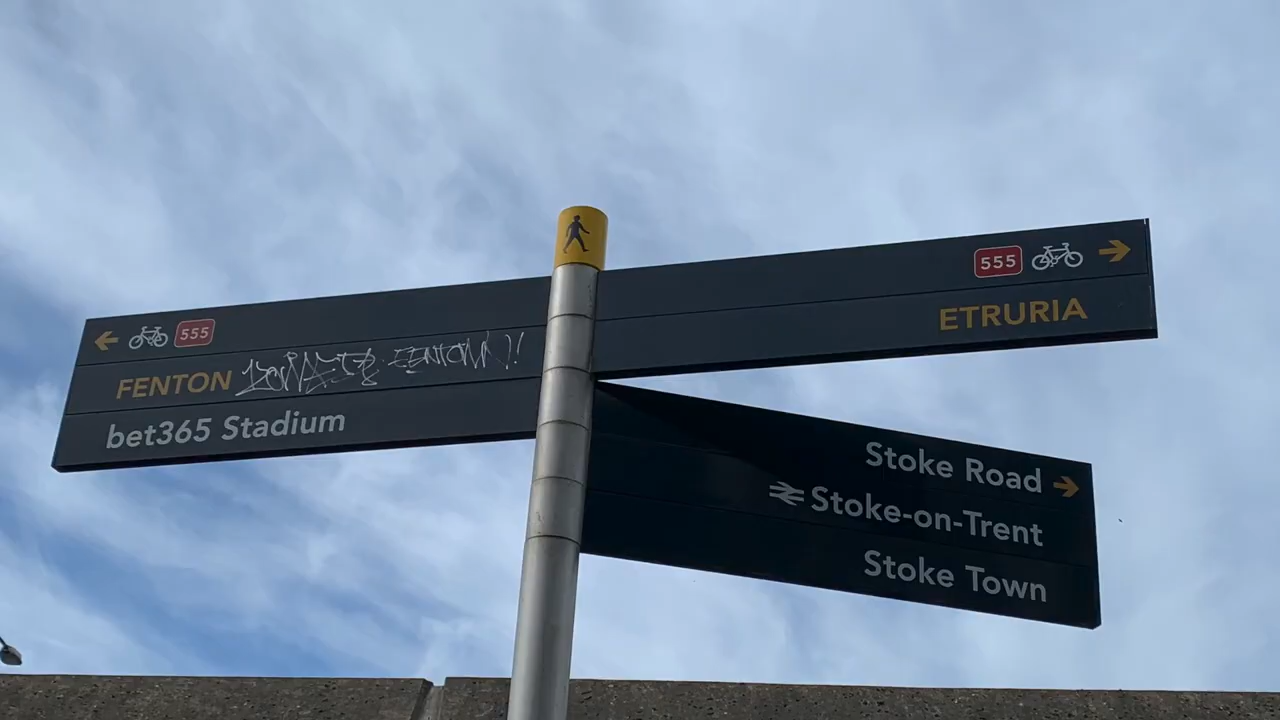 555
FENTON
bet365 Stadium
555
ETRURIA
Stoke Road
Stoke-on-Trent
Stoke Town